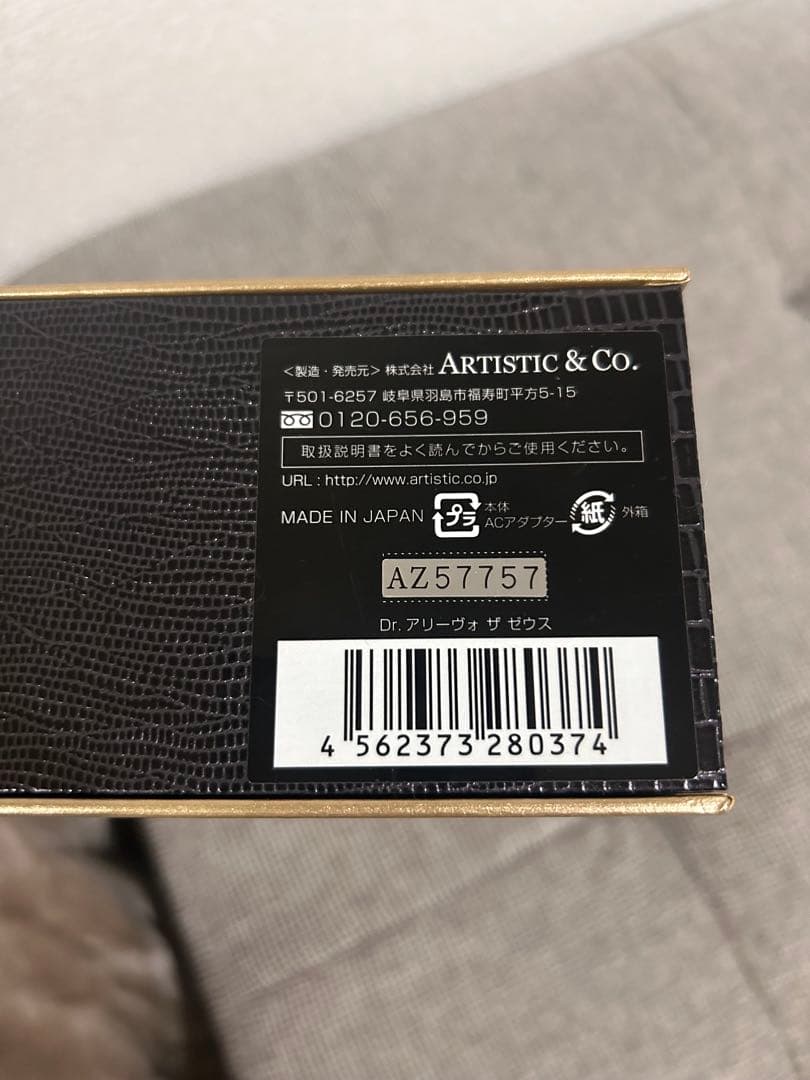 ＜製造・発売元＞ 株式会社 ARTISTIC & CO.
〒501-6257 岐阜県羽島市福寿町平方5-15
0120-656-959
取扱説明書をよく読んでからご使用ください。
URL : http://www.artistic.co.jp
MADE IN JAPAN プラ 本体 ACアダプター 紙 外箱
AZ57757
Dr. アリーヴォ ザ ゼウス
4 562373 280374